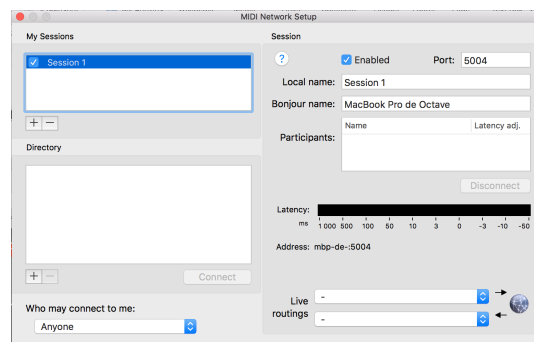 MIDI Network Setup
My Sessions
Session 1
+ −
Directory
+ −
Connect
Who may connect to me:
Anyone
Session
? Enabled Port: 5004
Local name: Session 1
Bonjour name: MacBook Pro de Octave
Participants:
Name Latency adj.
Disconnect
Latency:
ms 1 000 500 100 50 10 3 0 -3 -10 -50
Address: mbp-de-:5004
Live routings
-
-